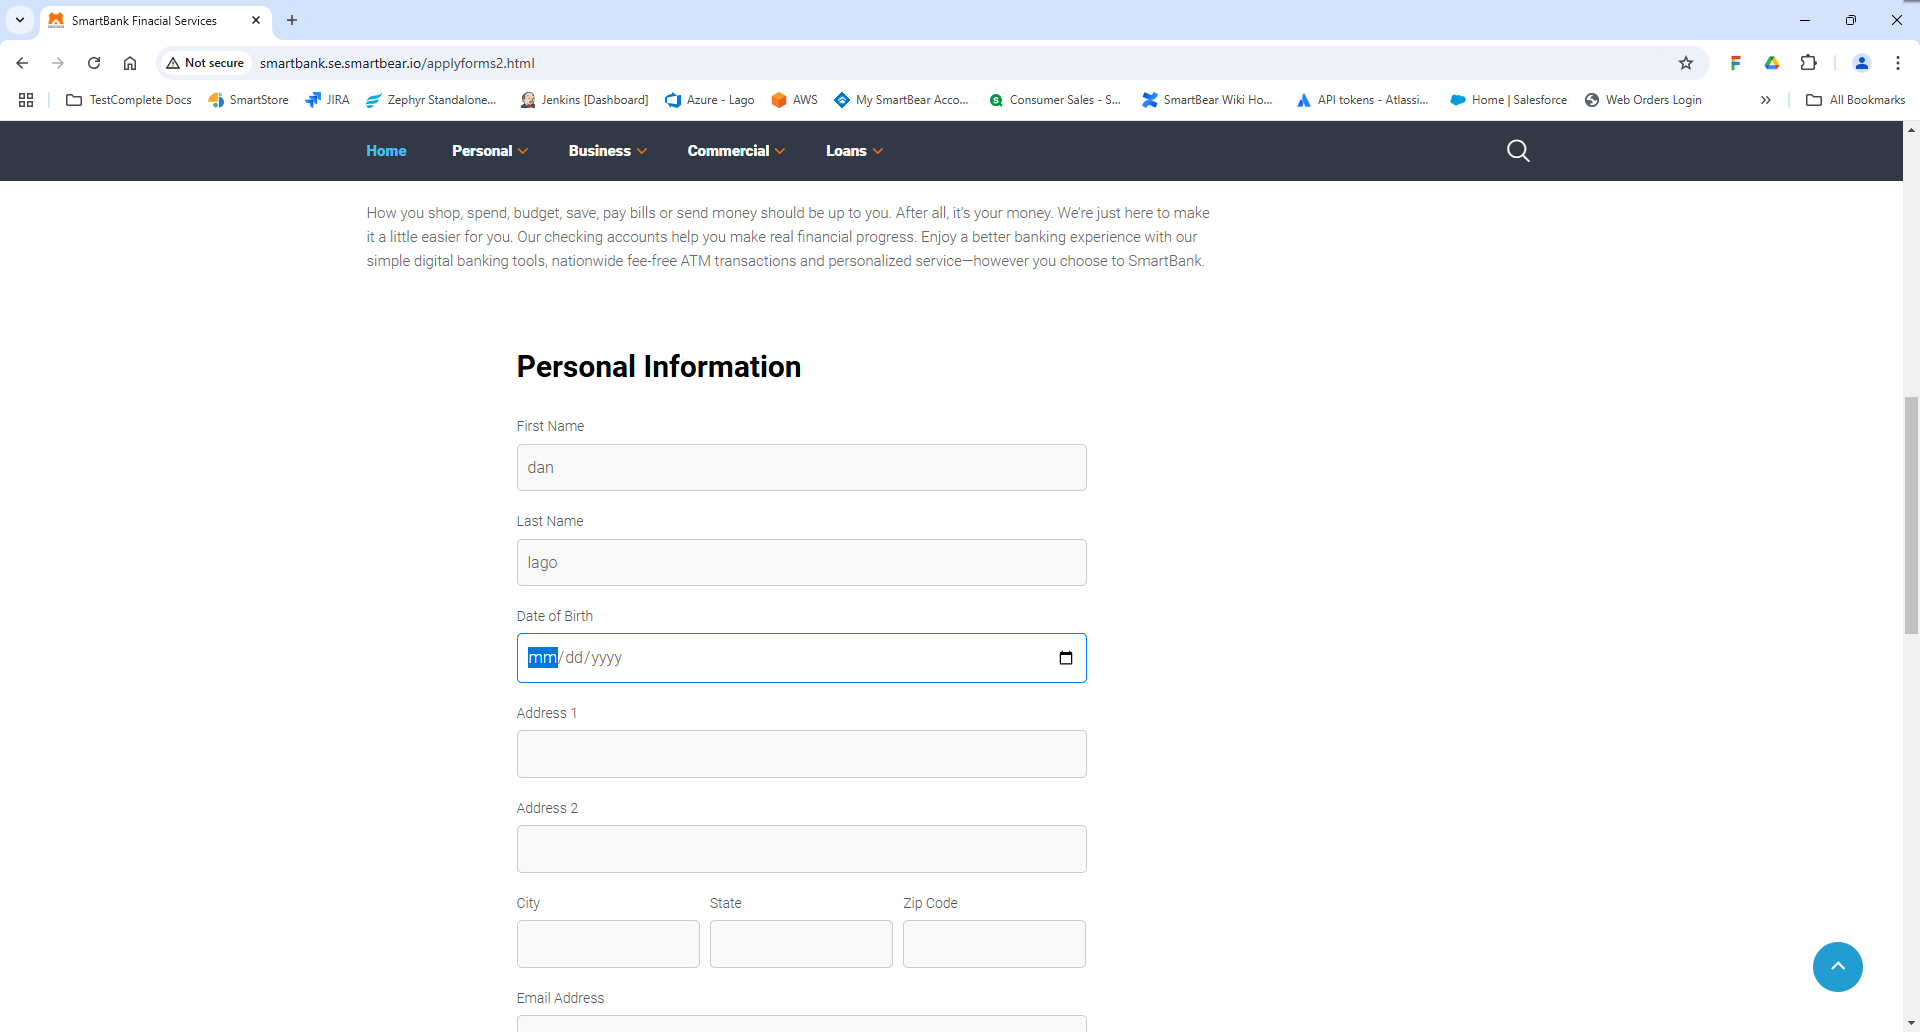 SmartBank Finacial Services
Not secure
smartbank.se.smartbear.io/applyforms2.html
TestComplete Docs
SmartStore
JIRA
Zephyr Standalone...
Jenkins [Dashboard]
Azure - Lago
AWS
My SmartBear Acco...
Consumer Sales - S...
SmartBear Wiki Ho...
API tokens - Atlassi...
Home | Salesforce
Web Orders Login
All Bookmarks
Home
Personal
Business
Commercial
Loans
How you shop, spend, budget, save, pay bills or send money should be up to you. After all, it's your money. We're just here to make
it a little easier for you. Our checking accounts help you make real financial progress. Enjoy a better banking experience with our
simple digital banking tools, nationwide fee-free ATM transactions and personalized service—however you choose to SmartBank.
Personal Information
First Name
dan
Last Name
lago
Date of Birth
mm/dd/yyyy
Address 1
Address 2
City
State
Zip Code
Email Address